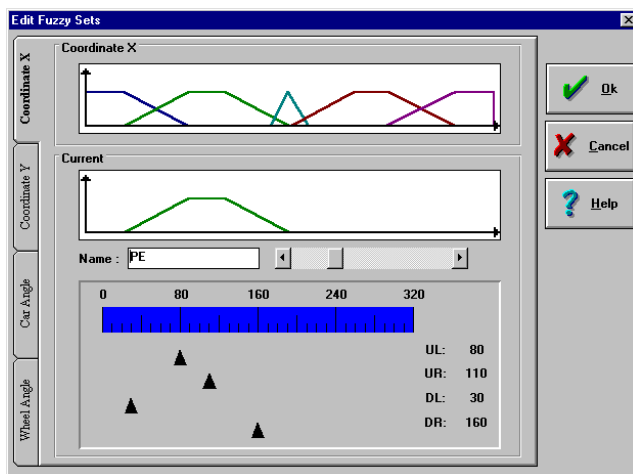 Edit Fuzzy Sets
Coordinate X
Coordinate Y
Car Angle
Wheel Angle
Coordinate X
Current
Name : PE
0 80 160 240 320
UL: 80
UR: 110
DL: 30
DR: 160
Ok
Cancel
Help